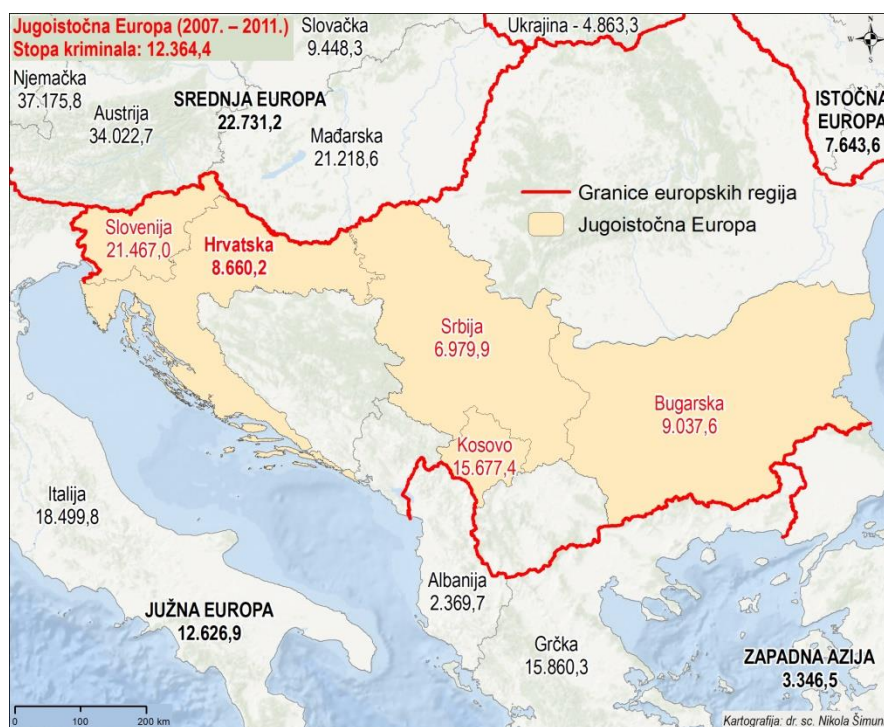 Jugoistočna Europa (2007. – 2011.)
Stopa kriminala: 12.364,4
Slovačka
9.448,3
Ukrajina - 4.863,3
Njemačka
37.175,8
Austrija
34.022,7
SREDNJA EUROPA
22.731,2
Mađarska
21.218,6
ISTOČNA
EUROPA
7.643,6
Granice europskih regija
Jugoistočna Europa
Slovenija
21.467,0
Hrvatska
8.660,2
Srbija
6.979,9
Bugarska
9.037,6
Kosovo
15.677,4
Italija
18.499,8
Albanija
2.369,7
JUŽNA EUROPA
12.626,9
Grčka
15.860,3
ZAPADNA AZIJA
3.346,5
0 100 200 km
Kartografija: dr. sc. Nikola Šimun